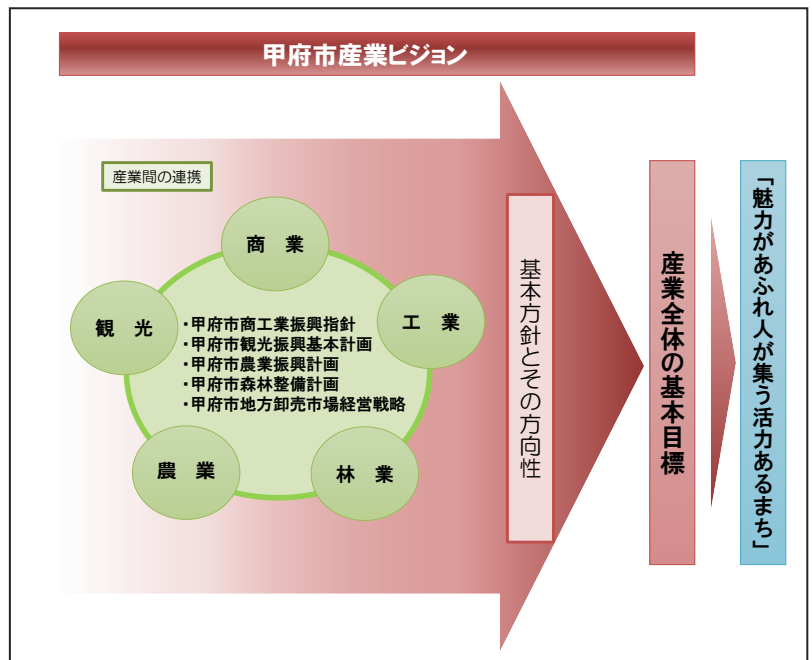 甲府市産業ビジョン
産業間の連携
商　業
観　光
工　業
・甲府市商工業振興指針
・甲府市観光振興基本計画
・甲府市農業振興計画
・甲府市森林整備計画
・甲府市地方卸売市場経営戦略
農　業
林　業
基本方針とその方向性
産業全体の基本目標
「魅力があふれ人が集う活力あるまち」